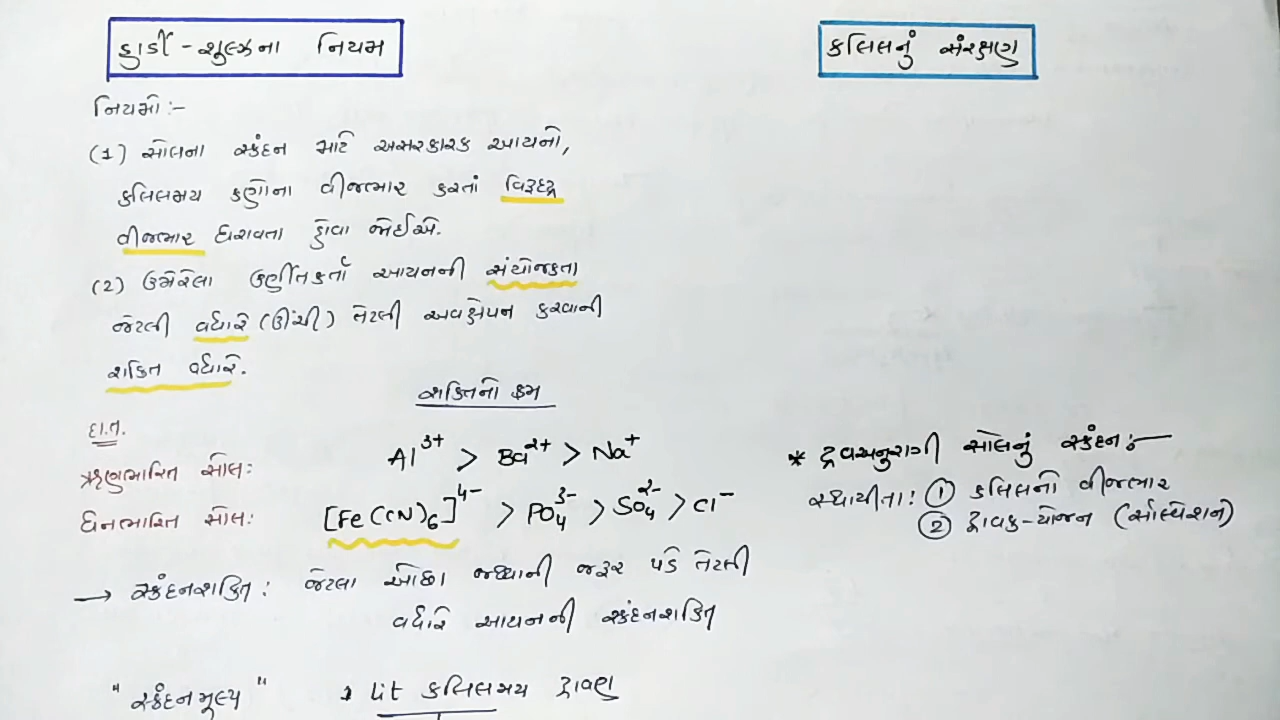 હાર્ડી - શૂલ્ઝના નિયમ
નિયમો :-
(1) સોલના સ્કંદન માટે અસરકારક આયનો,
કલિલમય કણોના વીજભાર કરતાં વિરૂદ્ધ
વીજભાર ધરાવતા હોવા જોઈએ.
(2) ઉમેરેલા ઉર્ણીતકર્તા આયનની સંયોજકતા
જેટલી વધારે (ઊંચી) તેટલી અવક્ષેપન કરવાની
શક્તિ વધારે.
શક્તિનો ક્રમ
દા.ત.
ઋણભારિત સોલ: Al³⁺ > Ba²⁺ > Na⁺
ધનભારિત સોલ: [Fe(CN)₆]⁴⁻ > PO₄³⁻ > SO₄²⁻ > Cl⁻
→ સ્કંદનશક્તિ : જેટલા ઓછા જથ્થાની જરૂર પડે તેટલી
વધારે આયનની સ્કંદનશક્તિ
"સ્કંદનમૂલ્ય" 1 lit કલિલમય દ્રાવણ
કલિલનું સંરક્ષણ
* દ્રવઅનુરાગી સોલનું સ્કંદન :-
સ્થાયીતા : ① કલિલનો વીજભાર
② દ્રાવક-યોજન (સોલ્વેશન)